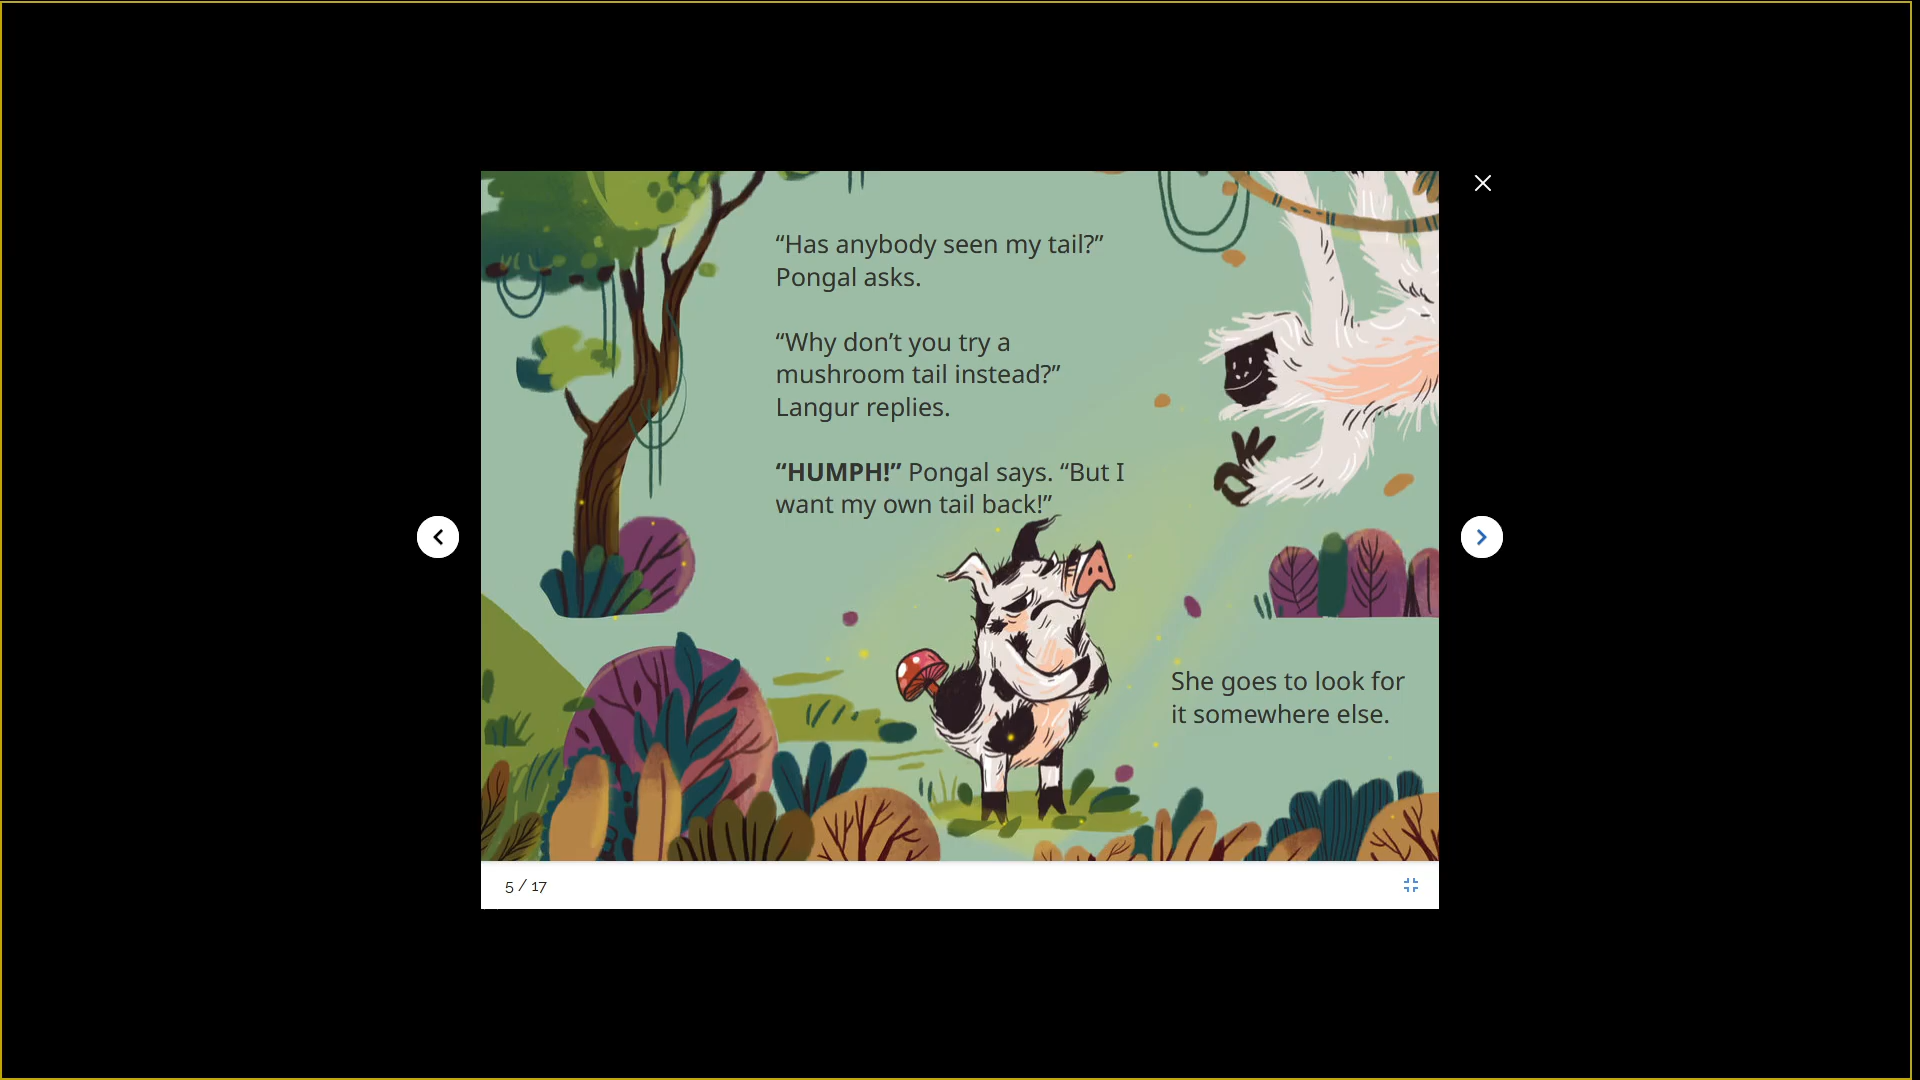 “Has anybody seen my tail?”
Pongal asks.
“Why don’t you try a
mushroom tail instead?”
Langur replies.
“HUMPH!” Pongal says. “But I
want my own tail back!”
She goes to look for
it somewhere else.
5 / 17